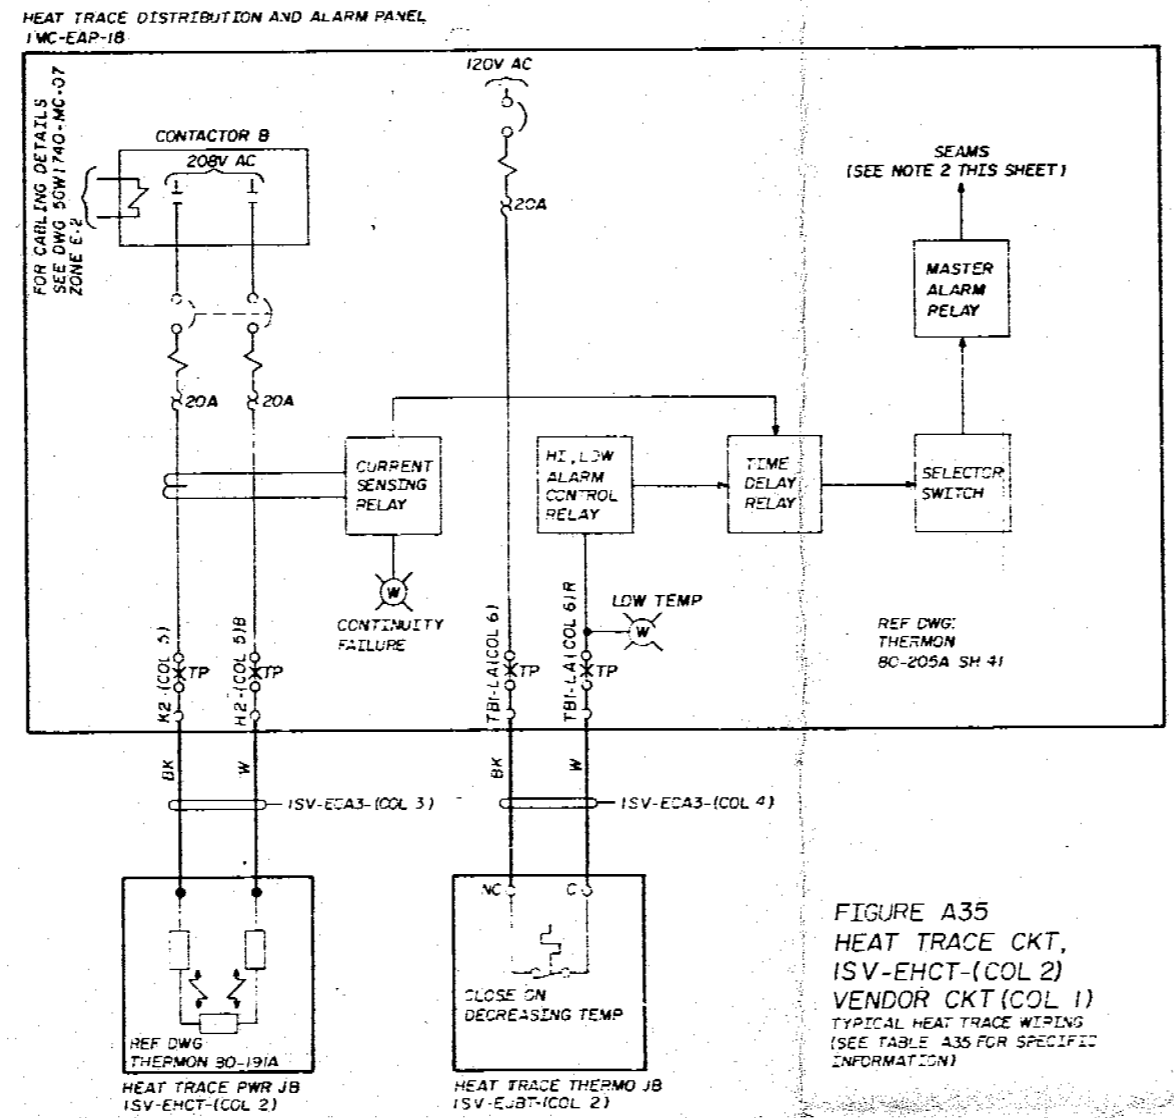 HEAT TRACE DISTRIBUTION AND ALARM PANEL
1WC-EAP-1B
FOR CABLING DETAILS
SEE DWG 5GW1740-MC-07
ZONE E-2
CONTACTOR B
208V AC
120V AC
20A
20A
20A
SEAMS
(SEE NOTE 2 THIS SHEET)
MASTER
ALARM
RELAY
CURRENT
SENSING
RELAY
HI, LOW
ALARM
CONTROL
RELAY
TIME
DELAY
RELAY
SELECTOR
SWITCH
W
CONTINUITY
FAILURE
LOW TEMP
W
REF DWG:
THERMON
80-205A SH 41
K2-(COL 5)
TP
H2-(COL 5)B
TP
TB1-LA(COL 6)
TP
TB1-LA(COL 6)R
TP
BK
W
BK
W
1SV-ECA3-(COL 3)
1SV-ECA3-(COL 4)
REF DWG
THERMON 80-191A
HEAT TRACE PWR JB
1SV-EHCT-(COL 2)
NC
C
CLOSE ON
DECREASING TEMP
HEAT TRACE THERMO JB
1SV-EJBT-(COL 2)
FIGURE A35
HEAT TRACE CKT,
1SV-EHCT-(COL 2)
VENDOR CKT(COL 1)
TYPICAL HEAT TRACE WIRING
(SEE TABLE A35 FOR SPECIFIC
INFORMATION)